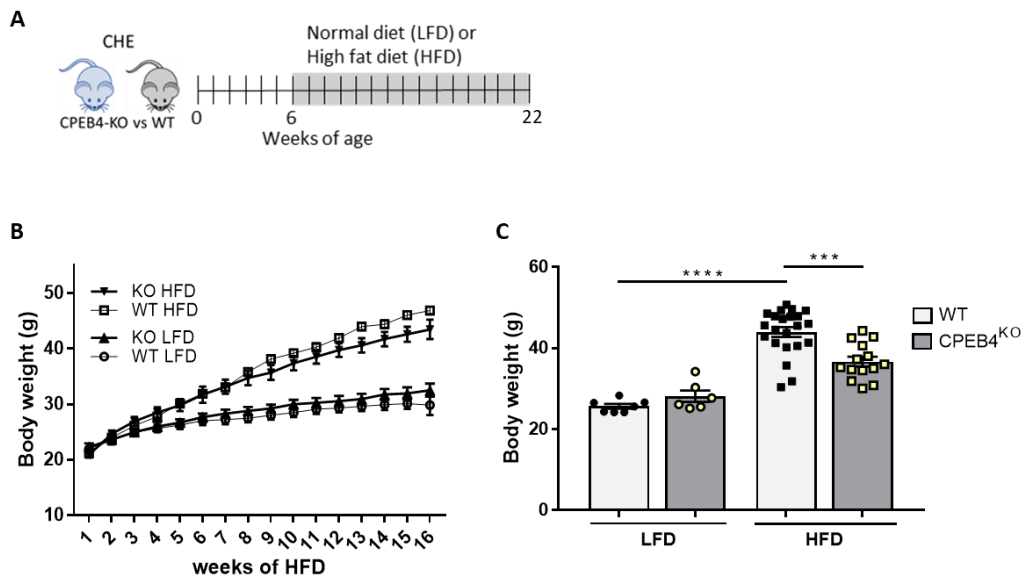 A
CHE
Normal diet (LFD) or
High fat diet (HFD)
CPEB4-KO vs WT
0
6
22
Weeks of age
B
C
Body weight (g)
50
40
30
20
10
KO HFD
WT HFD
KO LFD
WT LFD
1 2 3 4 5 6 7 8 9 10 11 12 13 14 15 16
weeks of HFD
Body weight (g)
60
40
20
0
****
***
WT
CPEB4KO
LFD
HFD